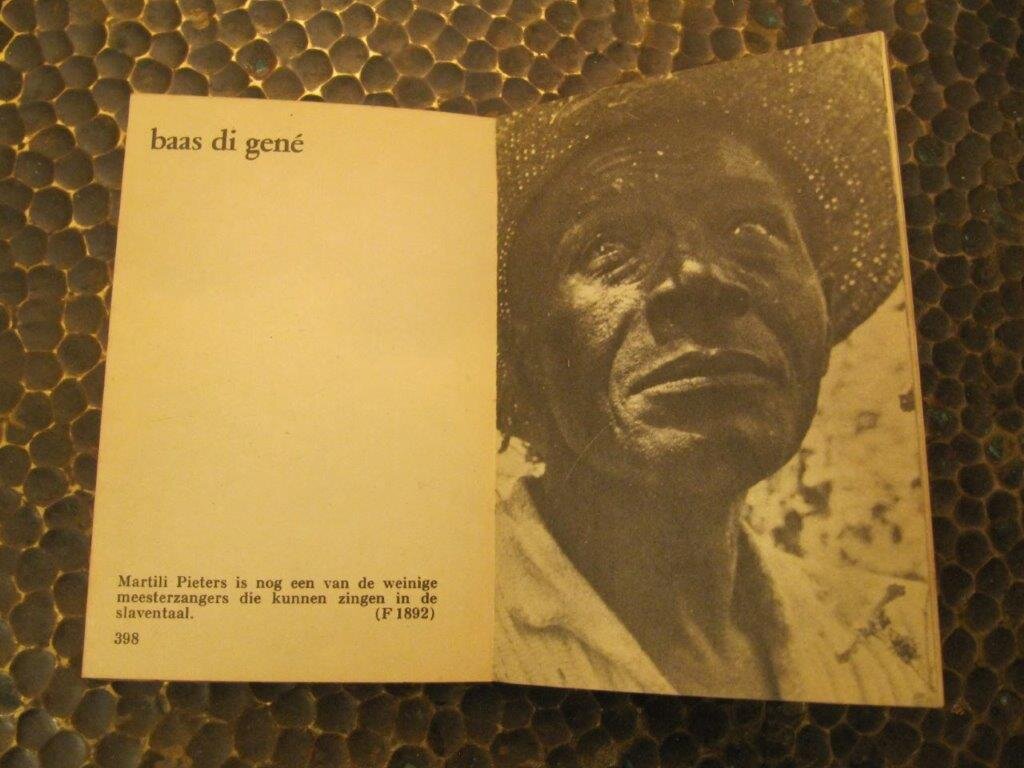 baas di gené
Martili Pieters is nog een van de weinige
meesterzangers die kunnen zingen in de
slaventaal. (F 1892)
398